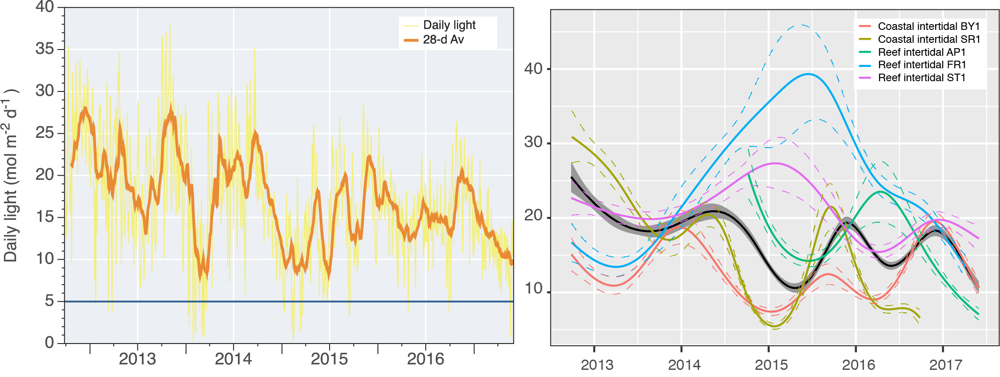 Daily light (mol m-2 d-1 )
40
35
30
25
20
15
10
5
0
2013
2014
2015
2016
Daily light
28-d Av
40
30
20
10
2013
2014
2015
2016
2017
Coastal intertidal BY1
Coastal intertidal SR1
Reef intertidal AP1
Reef intertidal FR1
Reef intertidal ST1